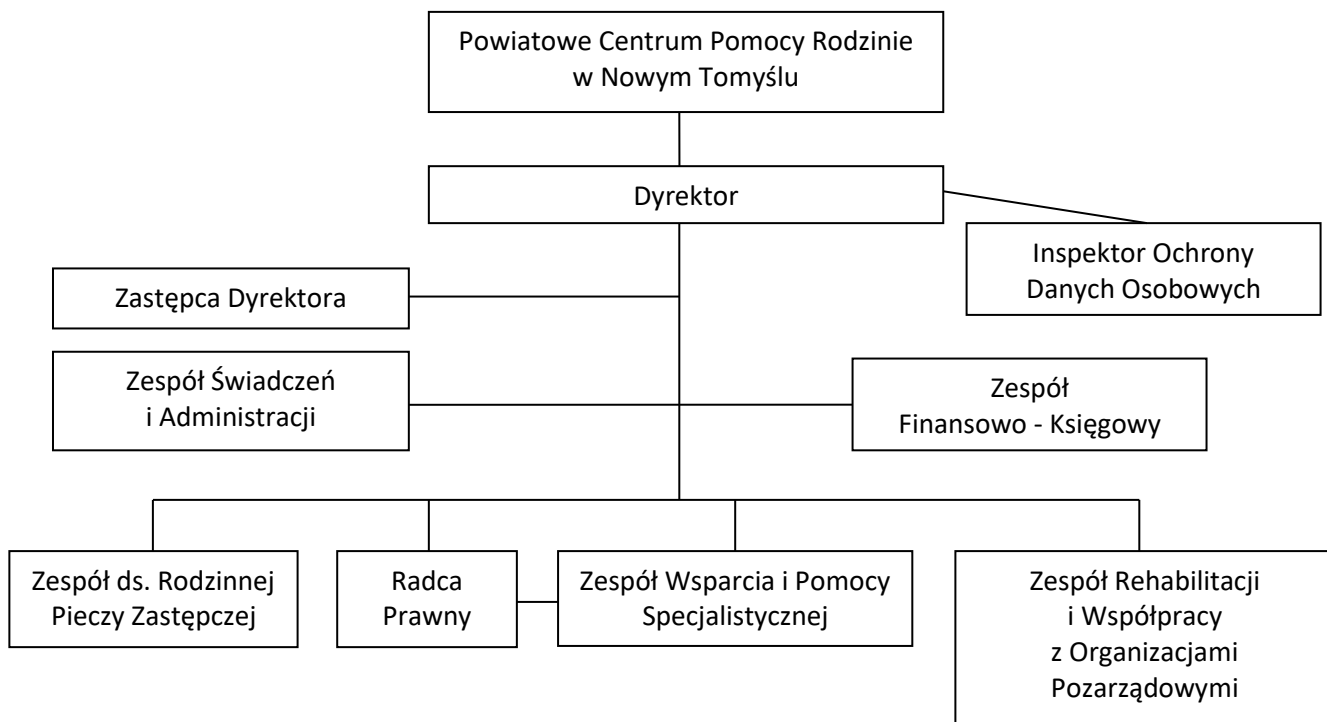 Powiatowe Centrum Pomocy Rodzinie
w Nowym Tomyślu
Dyrektor
Inspektor Ochrony
Danych Osobowych
Zastępca Dyrektora
Zespół Świadczeń
i Administracji
Zespół
Finansowo - Księgowy
Zespół ds. Rodzinnej
Pieczy Zastępczej
Radca
Prawny
Zespół Wsparcia i Pomocy
Specjalistycznej
Zespół Rehabilitacji
i Współpracy
z Organizacjami
Pozarządowymi